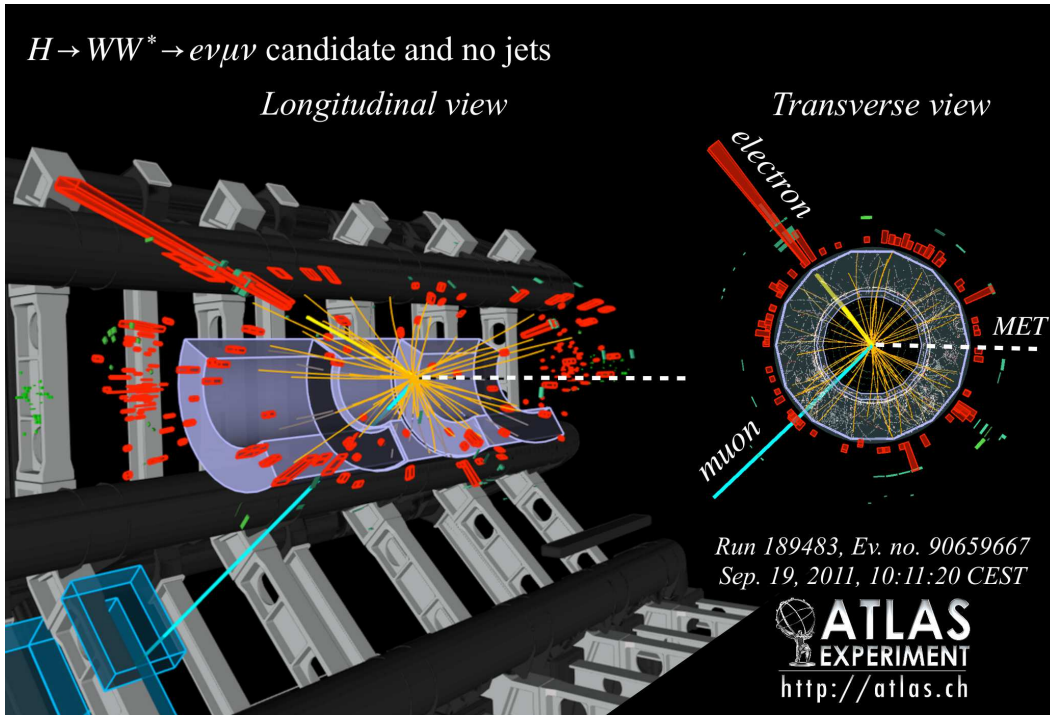 H → WW* → eνμν candidate and no jets
Longitudinal view
Transverse view
electron
MET
muon
Run 189483, Ev. no. 90659667
Sep. 19, 2011, 10:11:20 CEST
ATLAS
EXPERIMENT
http://atlas.ch